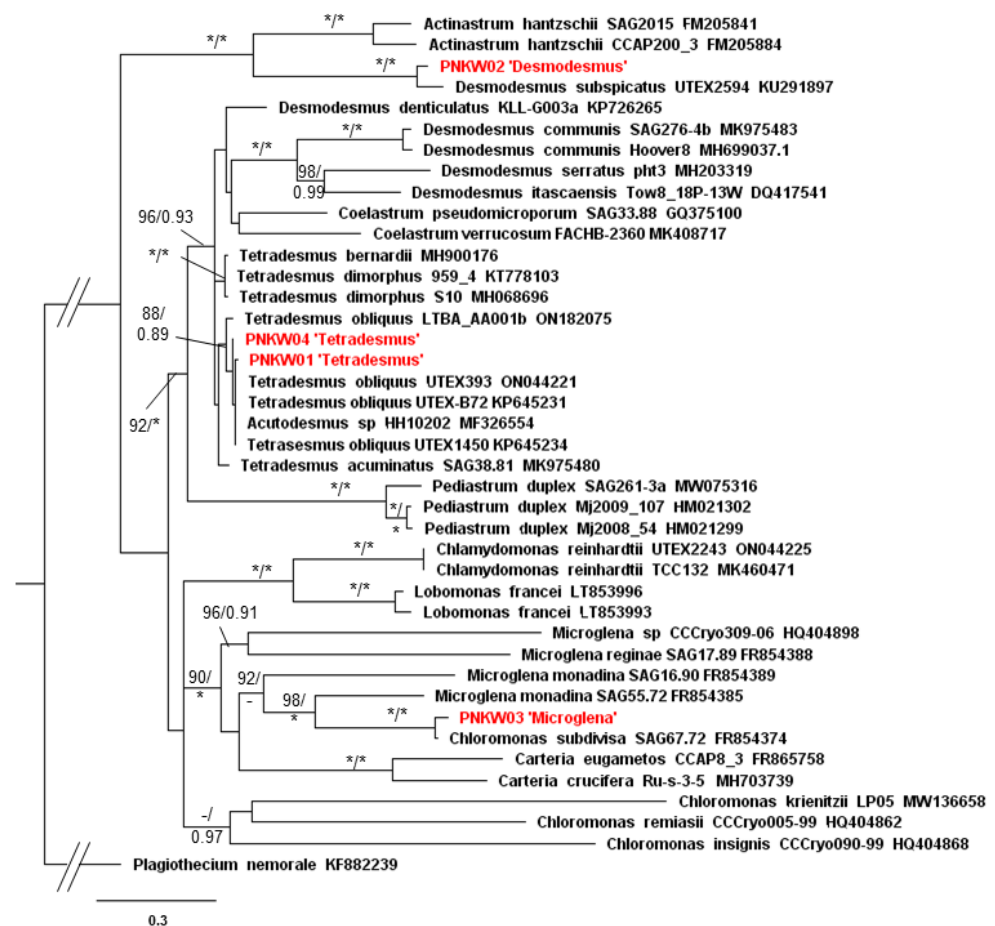 */*
Actinastrum hantzschii SAG2015 FM205841
*/*
Actinastrum hantzschii CCAP200_3 FM205884
*/*
PNKW02 'Desmodesmus'
Desmodesmus subspicatus UTEX2594 KU291897
Desmodesmus denticulatus KLL-G003a KP726265
*/*
Desmodesmus communis SAG276-4b MK975483
*/*
Desmodesmus communis Hoover8 MH699037.1
98/
0.99
Desmodesmus serratus pht3 MH203319
Desmodesmus itascaensis Tow8_18P-13W DQ417541
96/0.93
Coelastrum pseudomicroporum SAG33.88 GQ375100
Coelastrum verrucosum FACHB-2360 MK408717
*/*
Tetradesmus bernardii MH900176
Tetradesmus dimorphus 959_4 KT778103
Tetradesmus dimorphus S10 MH068696
88/
0.89
Tetradesmus obliquus LTBA_AA001b ON182075
PNKW04 'Tetradesmus'
PNKW01 'Tetradesmus'
Tetradesmus obliquus UTEX393 ON044221
Tetradesmus obliquus UTEX-B72 KP645231
Acutodesmus sp HH10202 MF326554
92/*
Tetrasesmus obliquus UTEX1450 KP645234
Tetradesmus acuminatus SAG38.81 MK975480
*/*
Pediastrum duplex SAG261-3a MW075316
*/
*
Pediastrum duplex Mj2009_107 HM021302
Pediastrum duplex Mj2008_54 HM021299
*/*
Chlamydomonas reinhardtii UTEX2243 ON044225
*/*
Chlamydomonas reinhardtii TCC132 MK460471
*/*
Lobomonas francei LT853996
Lobomonas francei LT853993
96/0.91
Microglena sp CCCryo309-06 HQ404898
Microglena reginae SAG17.89 FR854388
90/
*
92/
-
Microglena monadina SAG16.90 FR854389
98/
*
Microglena monadina SAG55.72 FR854385
*/*
PNKW03 'Microglena'
Chloromonas subdivisa SAG67.72 FR854374
*/*
Carteria eugametos CCAP8_3 FR865758
Carteria crucifera Ru-s-3-5 MH703739
-/
0.97
Chloromonas krienitzii LP05 MW136658
Chloromonas remiasii CCCryo005-99 HQ404862
Chloromonas insignis CCCryo090-99 HQ404868
Plagiothecium nemorale KF882239
0.3